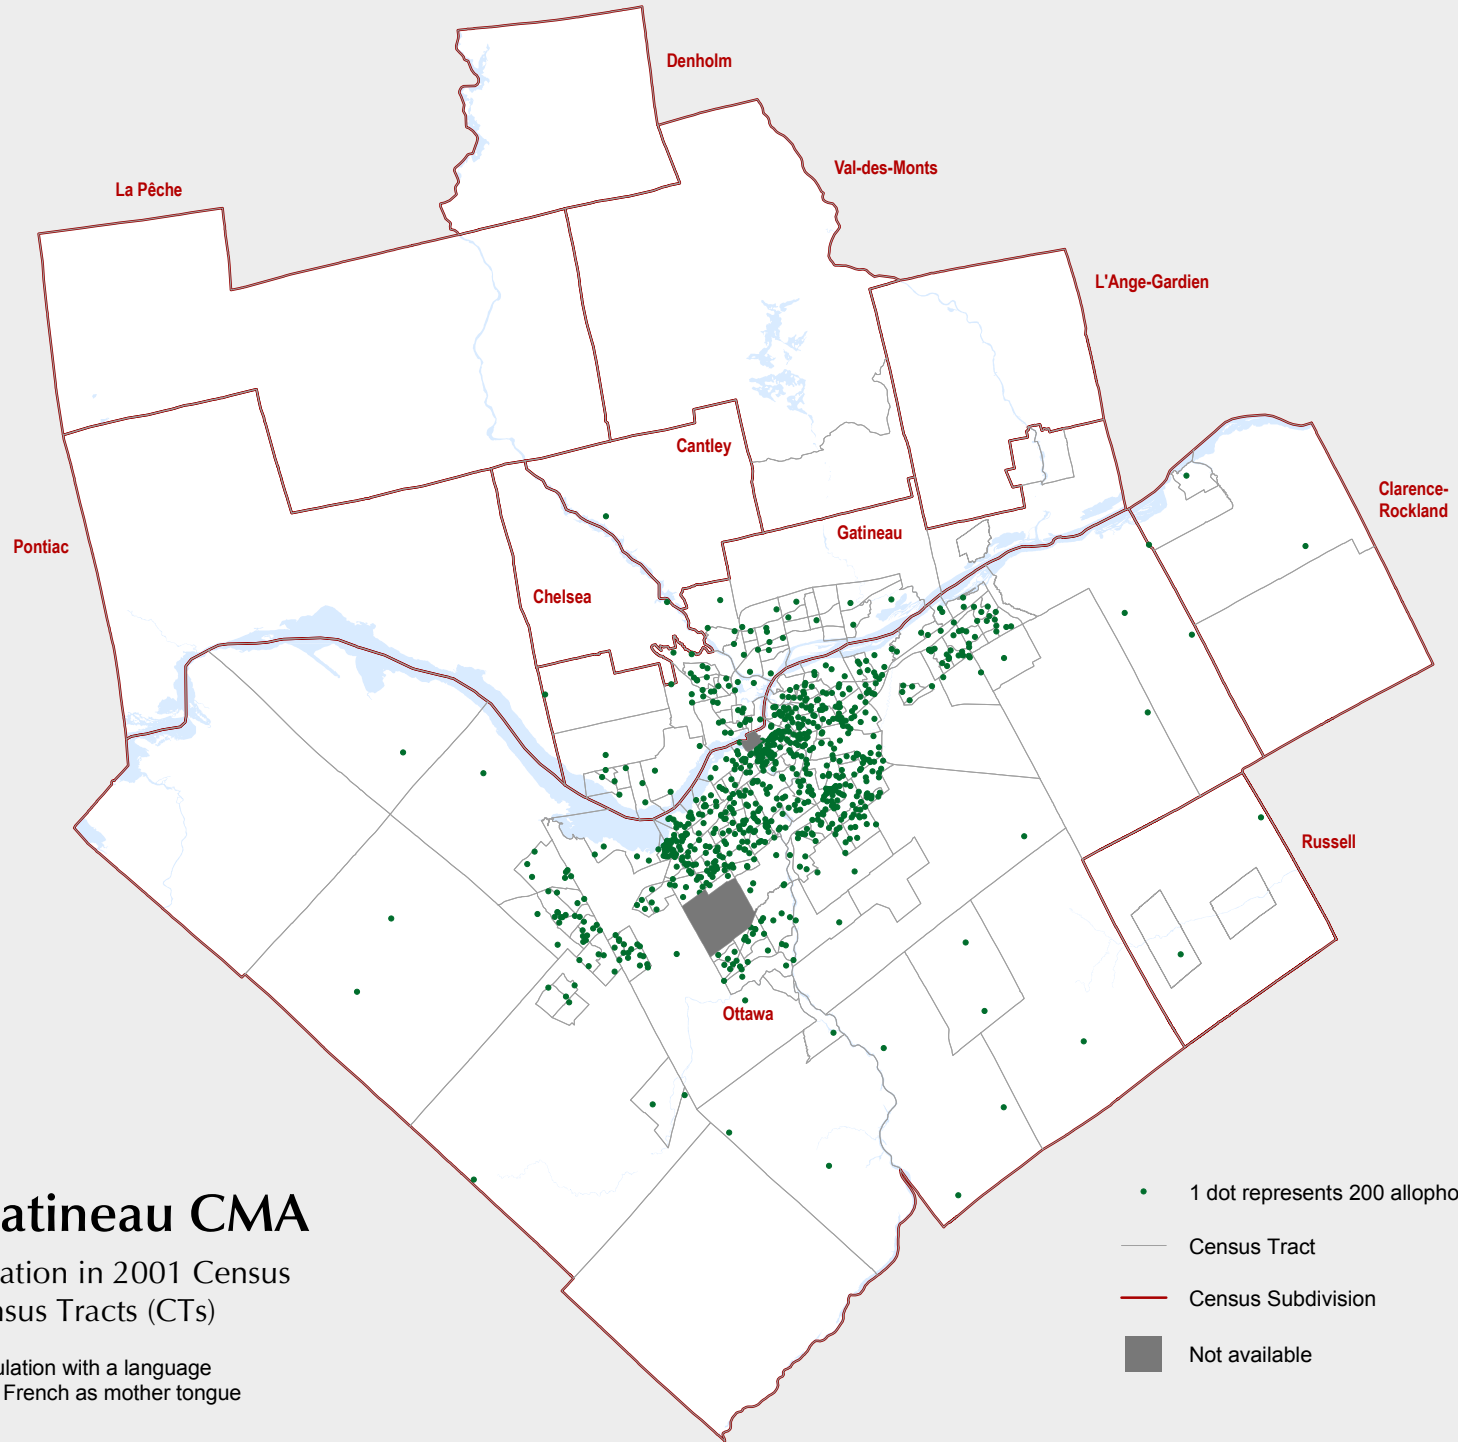 Denholm
Val-des-Monts
La Pêche
L'Ange-Gardien
Cantley
Clarence-
Rockland
Gatineau
Pontiac
Chelsea
Russell
Ottawa
atineau CMA
ation in 2001 Census
sus Tracts (CTs)
ulation with a language
French as mother tongue
1 dot represents 200 allopho
Census Tract
Census Subdivision
Not available